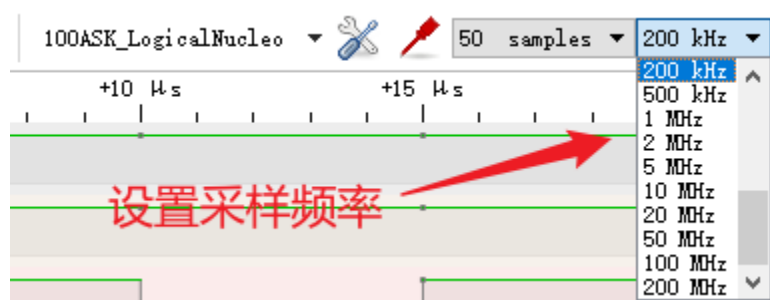 100ASK_LogicalNucleo 50 samples 200 kHz
+10 μs +15 μs
200 kHz
500 kHz
1 MHz
2 MHz
5 MHz
10 MHz
20 MHz
50 MHz
100 MHz
200 MHz
设置采样频率